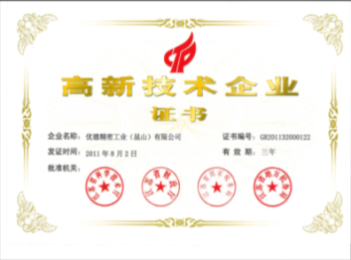 高新技术企业
证书
企业名称：优德精密工业（昆山）有限公司 证书编号：GR201132000122
发证时间：2011年8月2日 有效期：三年
批准机关：